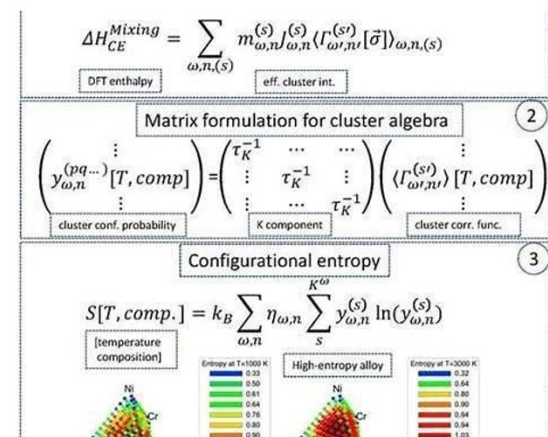 ΔH_{CE}^{Mixing} = ∑_{ω,n,(s)} m_{ω,n}^{(s)} J_{ω,n}^{(s)} ⟨Γ_{ω′,n′}^{(s′)}[σ⃗]⟩_{ω,n,(s)}
DFT enthalpy eff. cluster int.
Matrix formulation for cluster algebra 2
⋮ τ_K^{-1} ⋯ ⋯ ⋮
y_{ω,n}^{(pq…)}[T, comp] = ⋮ τ_K^{-1} ⋮ ⟨Γ_{ω′,n′}^{(s′)}⟩ [T, comp]
⋮ ⋮ ⋯ τ_K^{-1} ⋮
cluster conf. probability K component cluster corr. func.
Configurational entropy 3
S[T, comp.] = k_B ∑_{ω,n} η_{ω,n} ∑_s^{K^ω} y_{ω,n}^{(s)} ln(y_{ω,n}^{(s)})
[temperature
composition]
High-entropy alloy
Entropy at T=1000 K
0.33
0.50
0.61
0.64
0.76
0.80
0.90
Ni
Cr
Entropy at T=3000 K
0.32
0.64
0.80
0.90
0.94
0.94
1.03
Ni
Cr